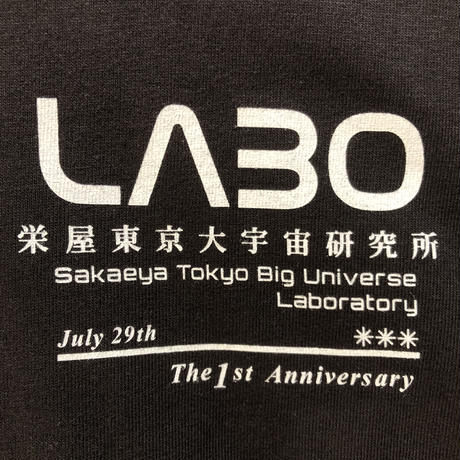 LABO
栄屋東京大宇宙研究所
Sakaeya Tokyo Big Universe
Laboratory
July 29th ✳✳✳
The 1st Anniversary